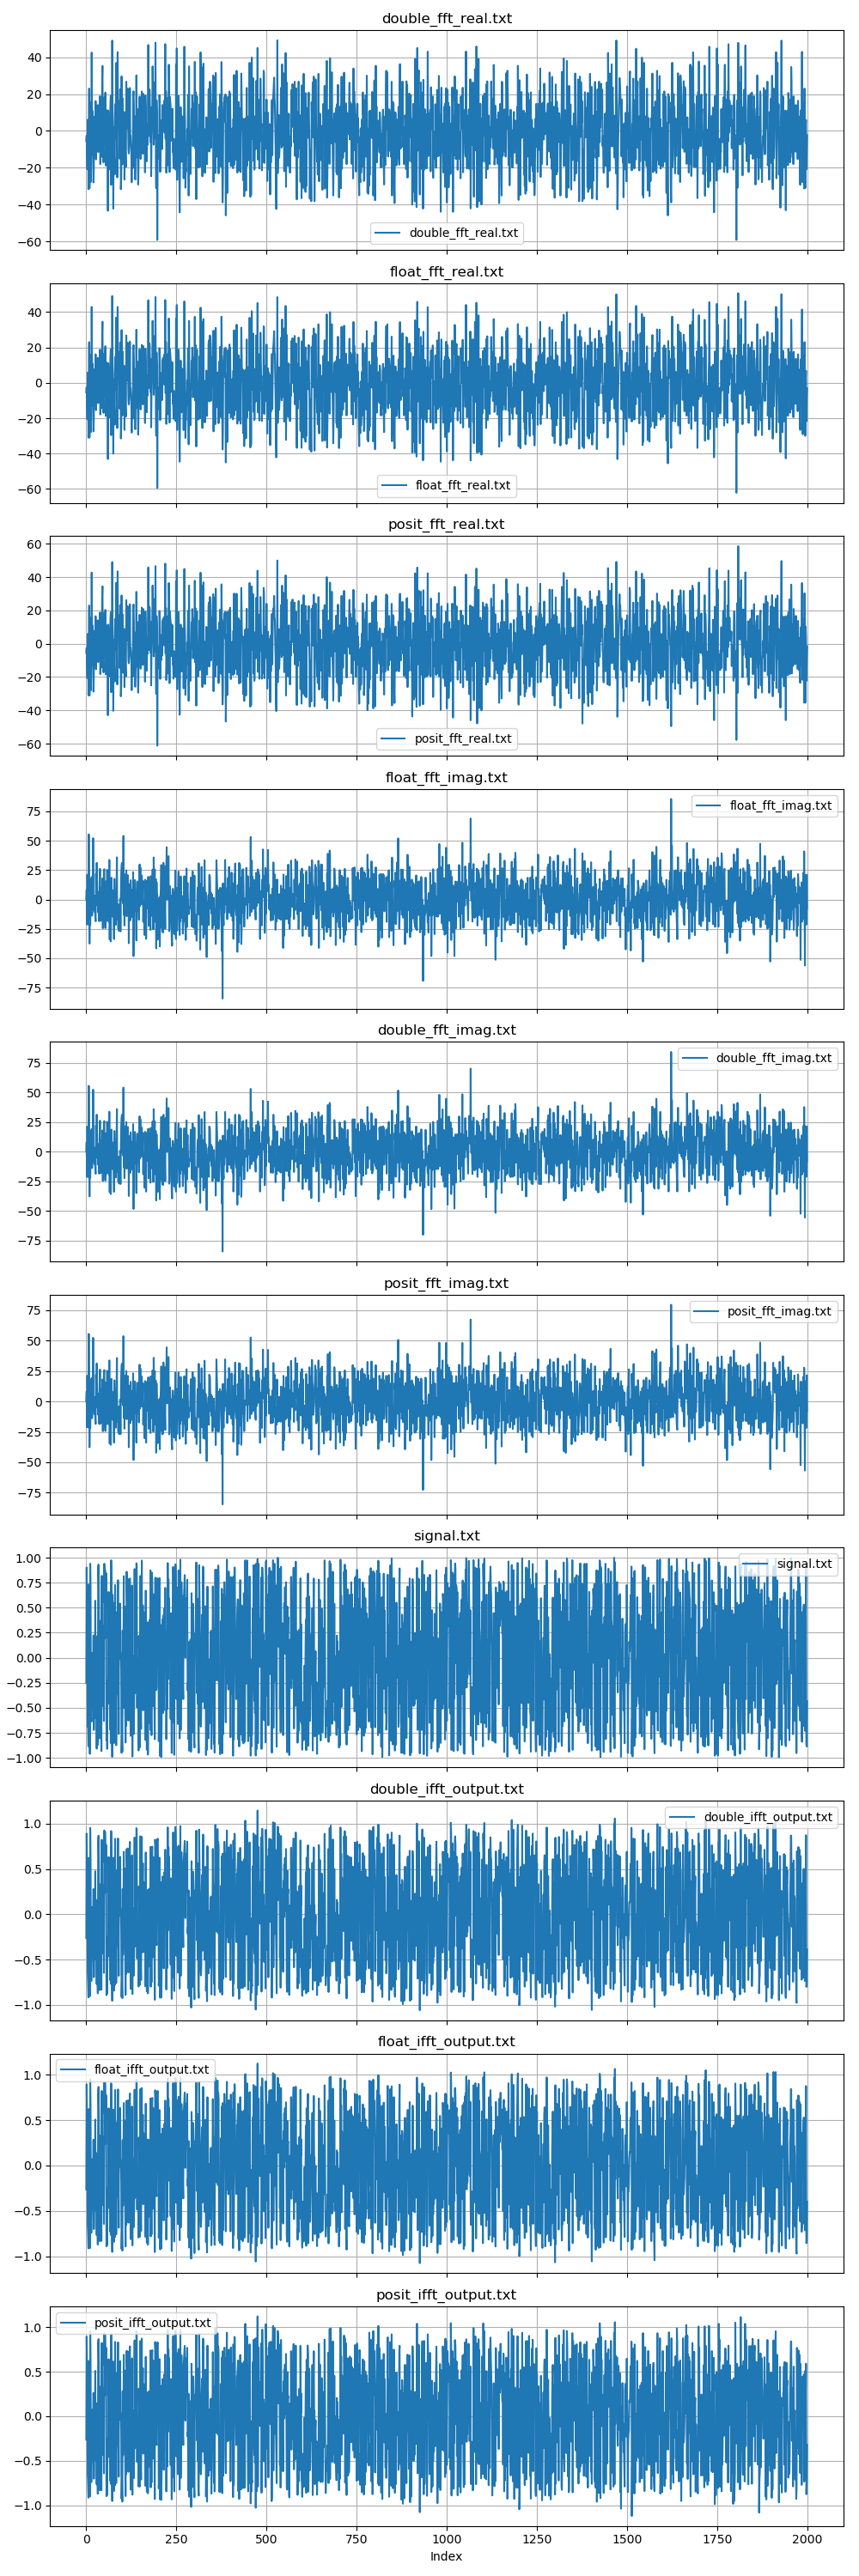 double_fft_real.txt
40
20
0
−20
−40
−60
double_fft_real.txt
float_fft_real.txt
40
20
0
−20
−40
−60
float_fft_real.txt
posit_fft_real.txt
60
40
20
0
−20
−40
−60
posit_fft_real.txt
float_fft_imag.txt
75
50
25
0
−25
−50
−75
float_fft_imag.txt
double_fft_imag.txt
75
50
25
0
−25
−50
−75
double_fft_imag.txt
posit_fft_imag.txt
75
50
25
0
−25
−50
−75
posit_fft_imag.txt
signal.txt
1.00
0.75
0.50
0.25
0.00
−0.25
−0.50
−0.75
−1.00
signal.txt
double_ifft_output.txt
1.0
0.5
0.0
−0.5
−1.0
double_ifft_output.txt
float_ifft_output.txt
1.0
0.5
0.0
−0.5
−1.0
float_ifft_output.txt
posit_ifft_output.txt
1.0
0.5
0.0
−0.5
−1.0
posit_ifft_output.txt
0 250 500 750 1000 1250 1500 1750 2000
Index